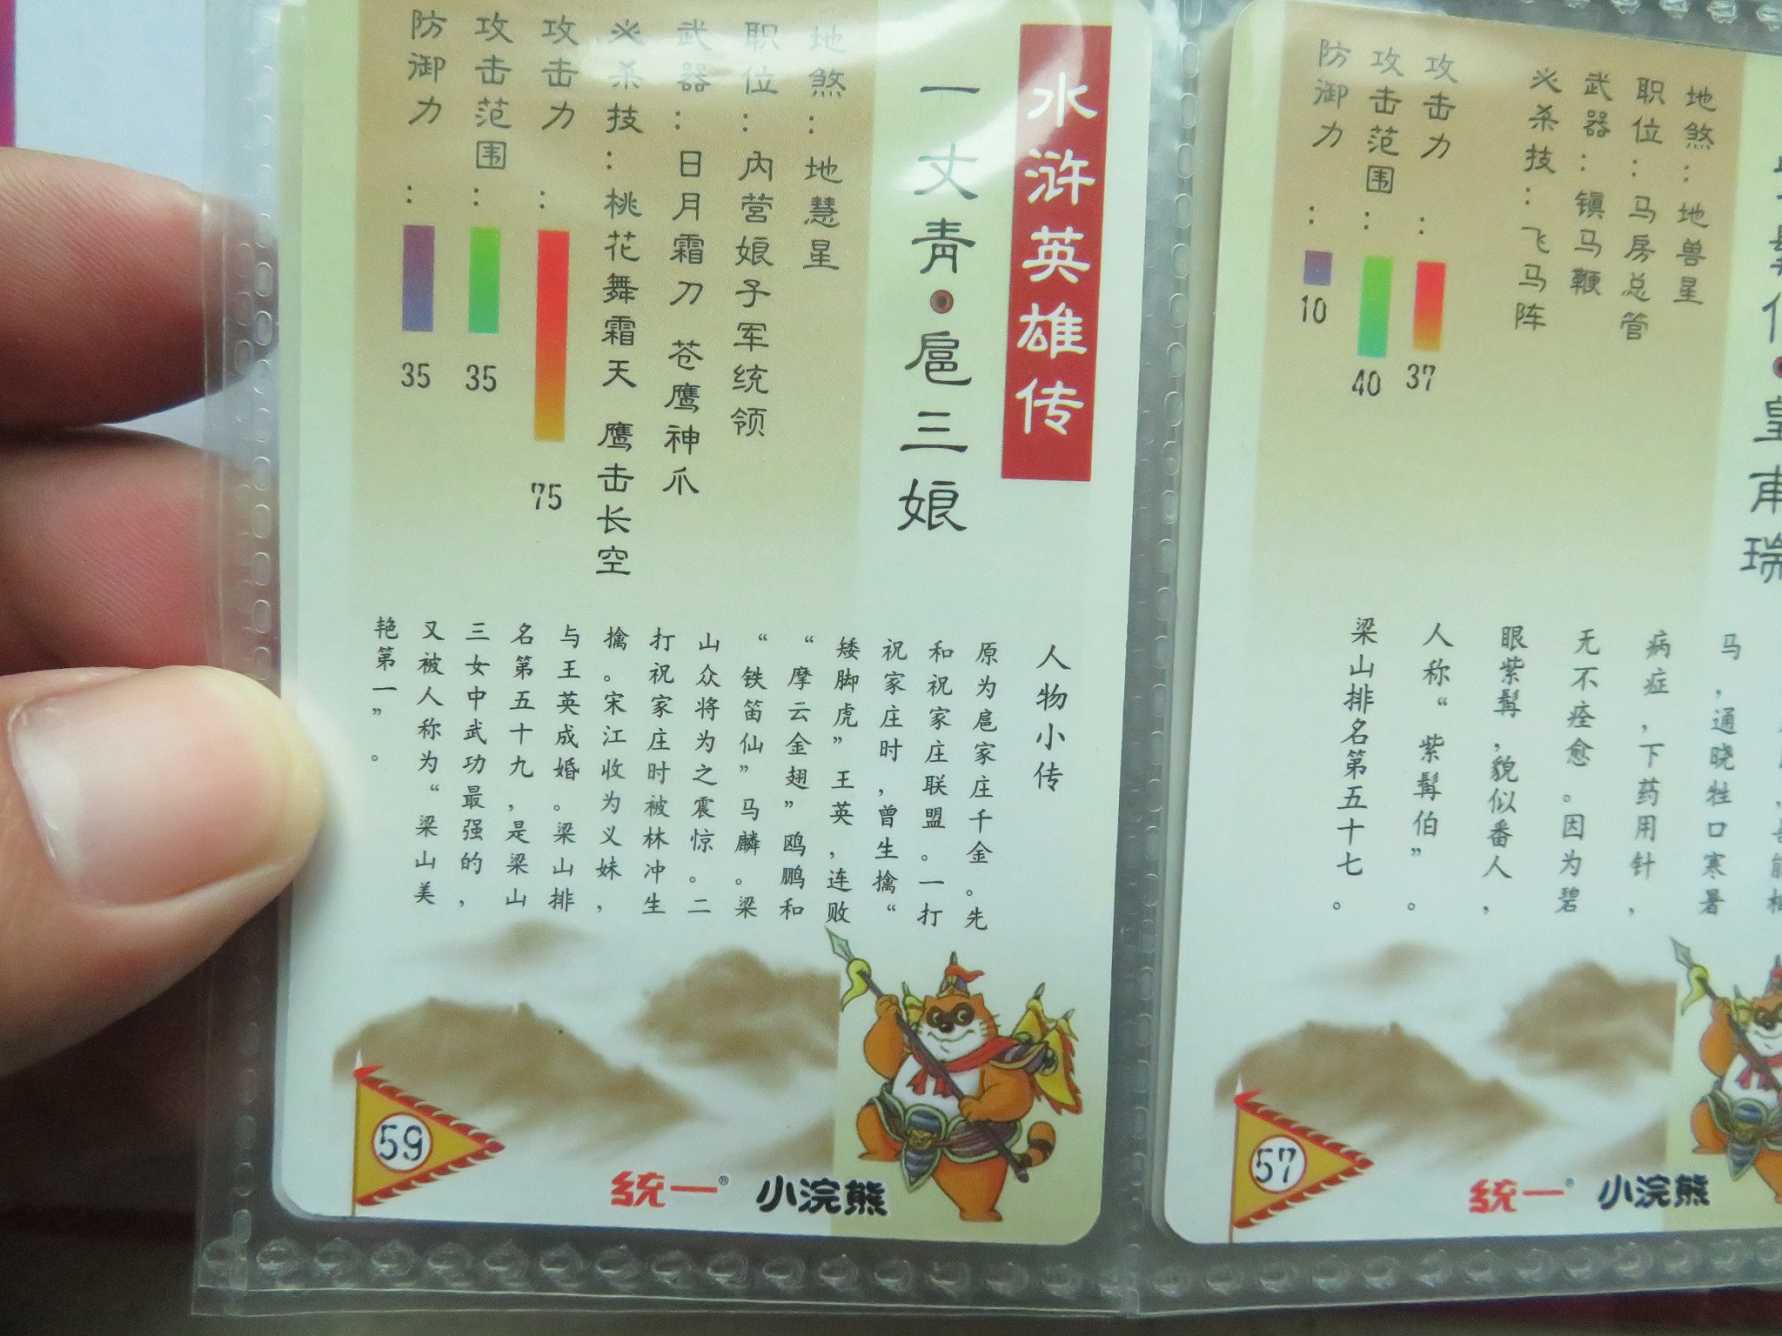 水浒英雄传
一丈青·扈三娘
地煞：地慧星
职位：内营娘子军统领
武器：日月霜刀 苍鹰神爪
必杀技：桃花舞霜天 鹰击长空
攻击力：75
攻击范围：35
防御力：35
人物小传
原为扈家庄千金。先
和祝家庄联盟。一打
祝家庄时，曾生擒“
矮脚虎”王英，连败
“摩云金翅”鸥鹏和
“铁笛仙”马麟。梁
山众将为之震惊。二
打祝家庄时被林冲生
擒。宋江收为义妹，
与王英成婚。梁山排
名第五十九，是梁山
三女中武功最强的，
又被人称为“梁山美
艳第一”。
59
统一® 小浣熊
皇甫瑞
地煞：地兽星
职位：马房总管
武器：镇马鞭
必杀技：飞马阵
攻击力：37
攻击范围：40
防御力：10
马，通晓牲口寒暑
病症，下药用针，
无不痊愈。因为碧
眼紫髯，貌似番人，
人称“紫髯伯”。
梁山排名第五十七。
57
统一® 小浣熊